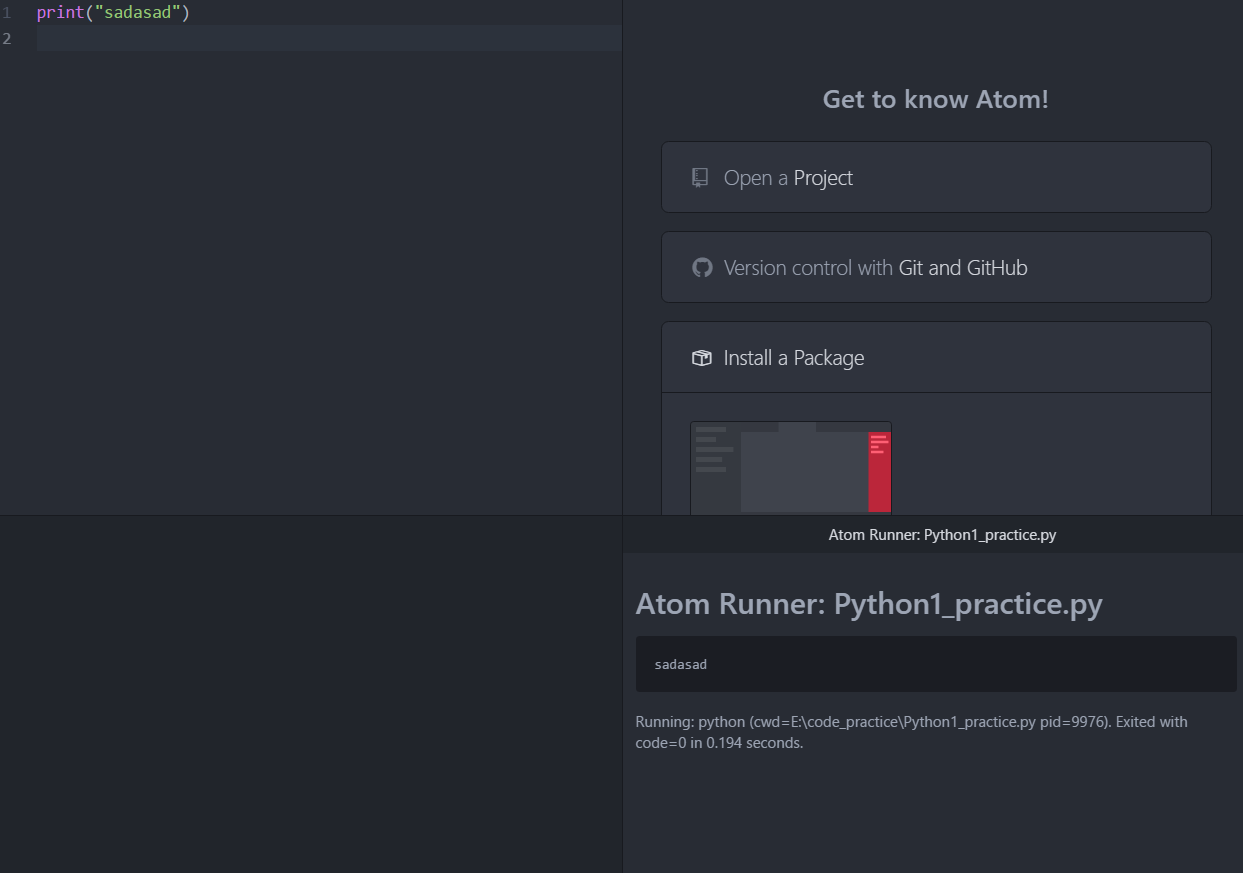 1 print("sadasad")
2
Get to know Atom!
Open a Project
Version control with Git and GitHub
Install a Package
Atom Runner: Python1_practice.py
Atom Runner: Python1_practice.py
sadasad
Running: python (cwd=E:\code_practice\Python1_practice.py pid=9976). Exited with
code=0 in 0.194 seconds.